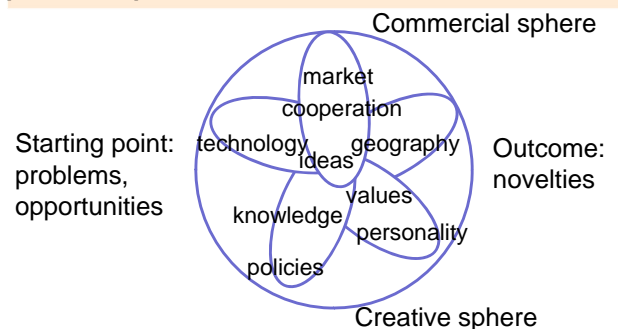 Commercial sphere
market
cooperation
Starting point:
problems,
opportunities
technology
geography
ideas
Outcome:
novelties
values
knowledge
personality
policies
Creative sphere